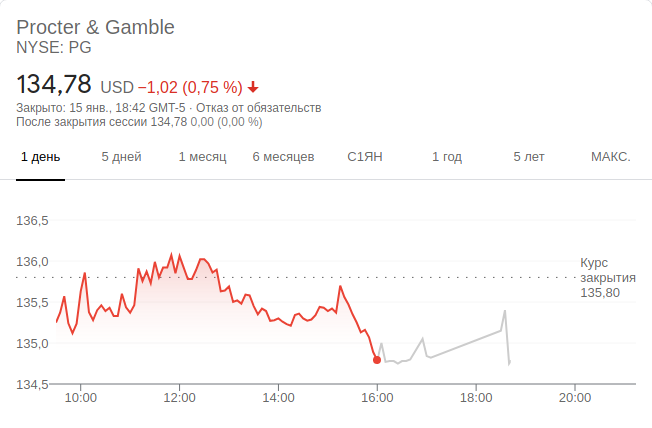 Procter & Gamble
NYSE: PG
134,78 USD −1,02 (0,75 %)
Закрыто: 15 янв., 18:42 GMT-5 · Отказ от обязательств
После закрытия сессии 134,78 0,00 (0,00 %)
1 день 5 дней 1 месяц 6 месяцев С1ЯН 1 год 5 лет МАКС.
136,5
136,0
135,5
135,0
134,5
Курс
закрытия
135,80
10:00 12:00 14:00 16:00 18:00 20:00